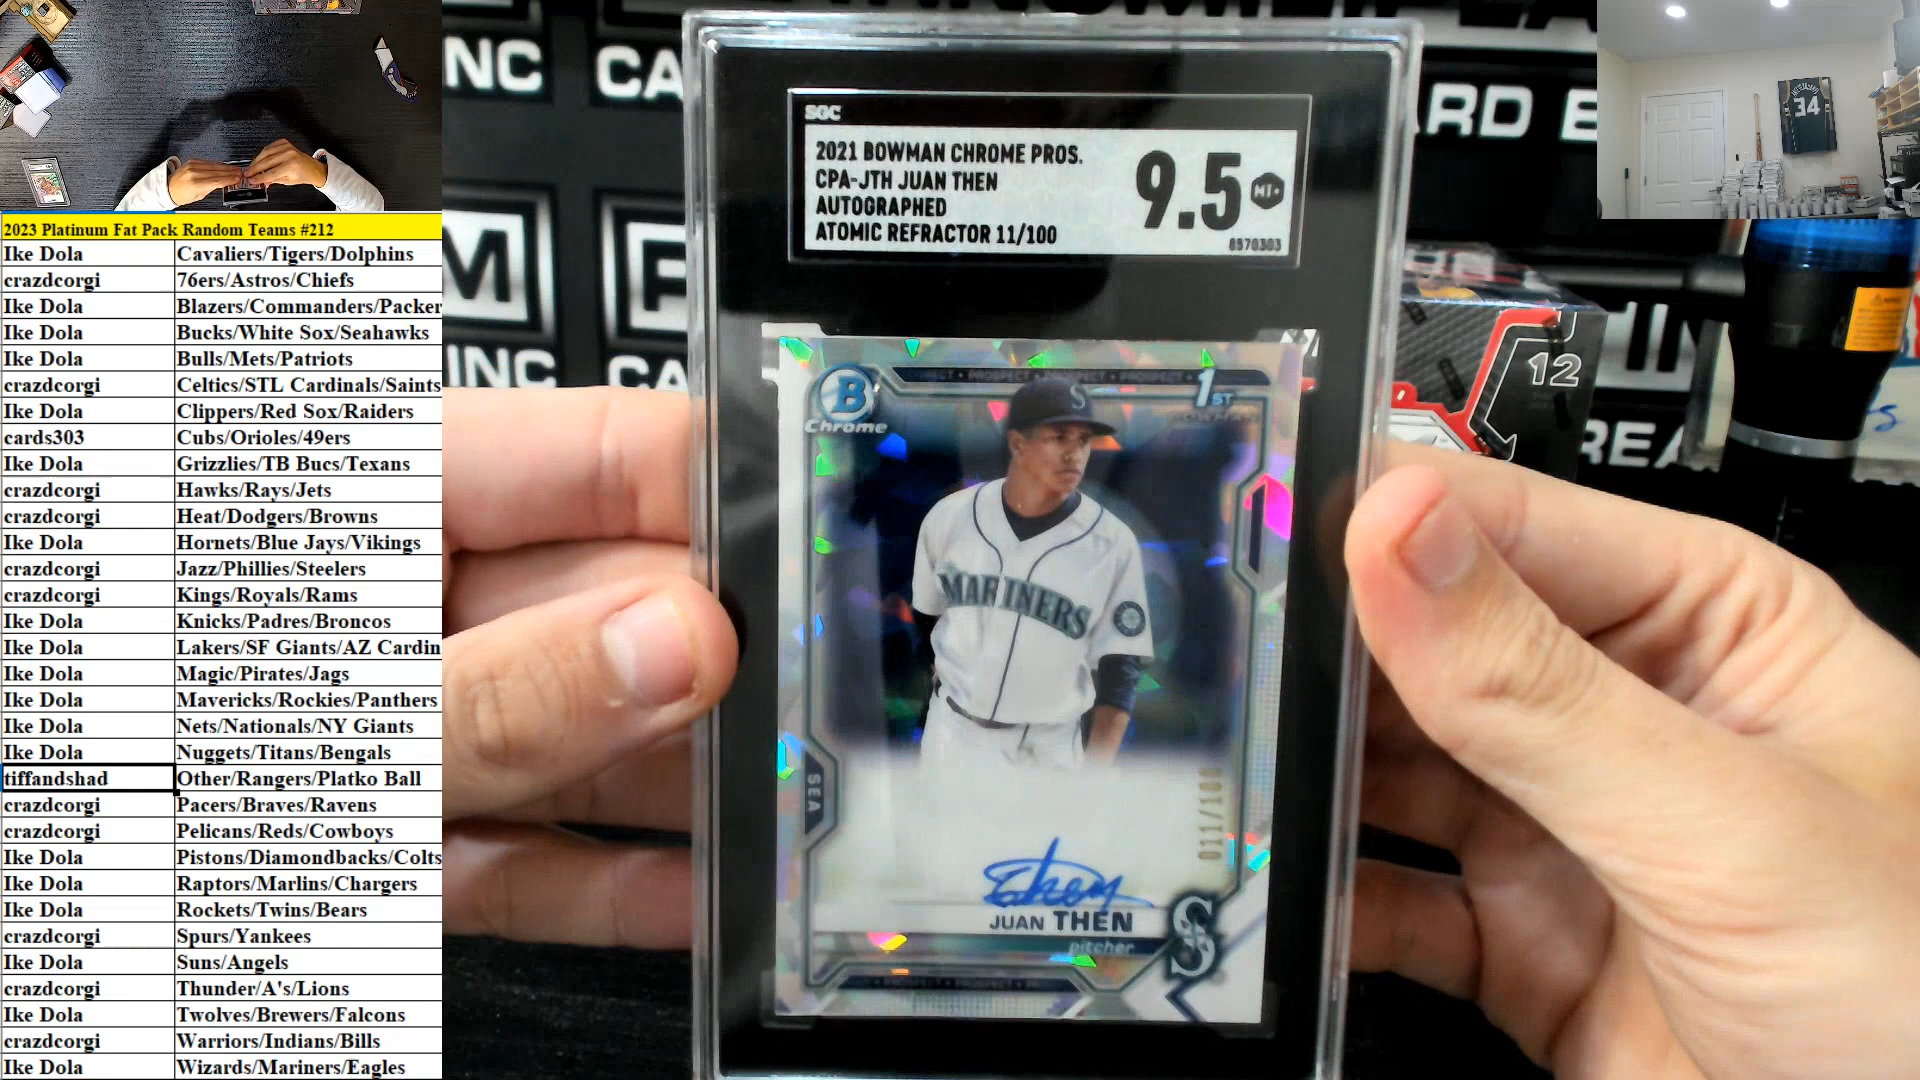 2023 Platinum Fat Pack Random Teams #212
Ike Dola Cavaliers/Tigers/Dolphins
crazdcorgi 76ers/Astros/Chiefs
Ike Dola Blazers/Commanders/Packer
Ike Dola Bucks/White Sox/Seahawks
Ike Dola Bulls/Mets/Patriots
crazdcorgi Celtics/STL Cardinals/Saints
Ike Dola Clippers/Red Sox/Raiders
cards303 Cubs/Orioles/49ers
Ike Dola Grizzlies/TB Bucs/Texans
crazdcorgi Hawks/Rays/Jets
crazdcorgi Heat/Dodgers/Browns
Ike Dola Hornets/Blue Jays/Vikings
crazdcorgi Jazz/Phillies/Steelers
crazdcorgi Kings/Royals/Rams
Ike Dola Knicks/Padres/Broncos
Ike Dola Lakers/SF Giants/AZ Cardin
Ike Dola Magic/Pirates/Jags
Ike Dola Mavericks/Rockies/Panthers
Ike Dola Nets/Nationals/NY Giants
Ike Dola Nuggets/Titans/Bengals
tiffandshad Other/Rangers/Platko Ball
crazdcorgi Pacers/Braves/Ravens
crazdcorgi Pelicans/Reds/Cowboys
Ike Dola Pistons/Diamondbacks/Colts
Ike Dola Raptors/Marlins/Chargers
Ike Dola Rockets/Twins/Bears
crazdcorgi Spurs/Yankees
Ike Dola Suns/Angels
crazdcorgi Thunder/A's/Lions
Ike Dola Twolves/Brewers/Falcons
crazdcorgi Warriors/Indians/Bills
Ike Dola Wizards/Mariners/Eagles
SGC
2021 BOWMAN CHROME PROS.
CPA-JTH JUAN THEN
AUTOGRAPHED
ATOMIC REFRACTOR 11/100
9.5
MT+
8570303
B
Chrome
1ST
S
MARINERS
SEA
011/100
Then
JUAN THEN
pitcher
S
NC
CA
ARD B
M
INC
CA
REA
12
34